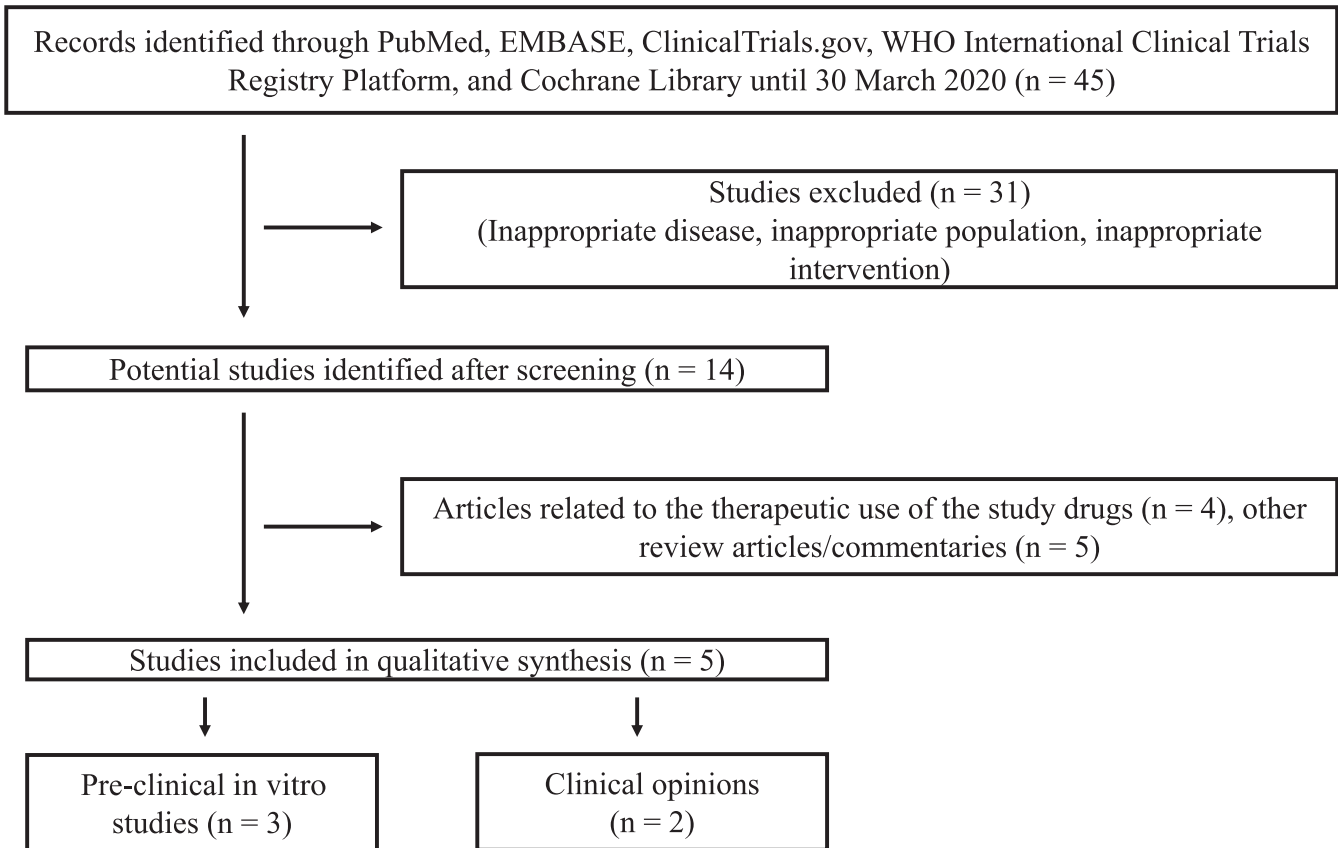 Records identified through PubMed, EMBASE, ClinicalTrials.gov, WHO International Clinical Trials
Registry Platform, and Cochrane Library until 30 March 2020 (n = 45)
Studies excluded (n = 31)
(Inappropriate disease, inappropriate population, inappropriate
intervention)
Potential studies identified after screening (n = 14)
Articles related to the therapeutic use of the study drugs (n = 4), other
review articles/commentaries (n = 5)
Studies included in qualitative synthesis (n = 5)
Pre-clinical in vitro
studies (n = 3)
Clinical opinions
(n = 2)